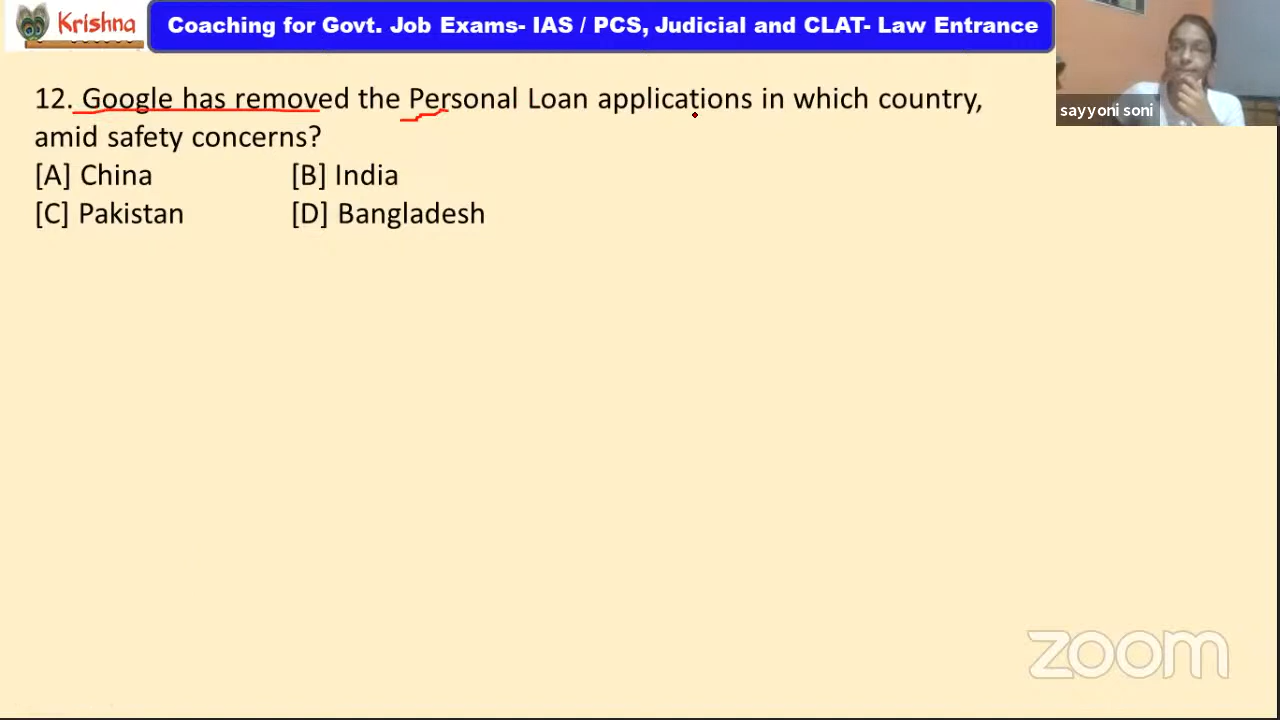 Krishna
Coaching for Govt. Job Exams- IAS / PCS, Judicial and CLAT- Law Entrance
sayyoni soni
12. Google has removed the Personal Loan applications in which country,
amid safety concerns?
[A] China [B] India
[C] Pakistan [D] Bangladesh
zoom